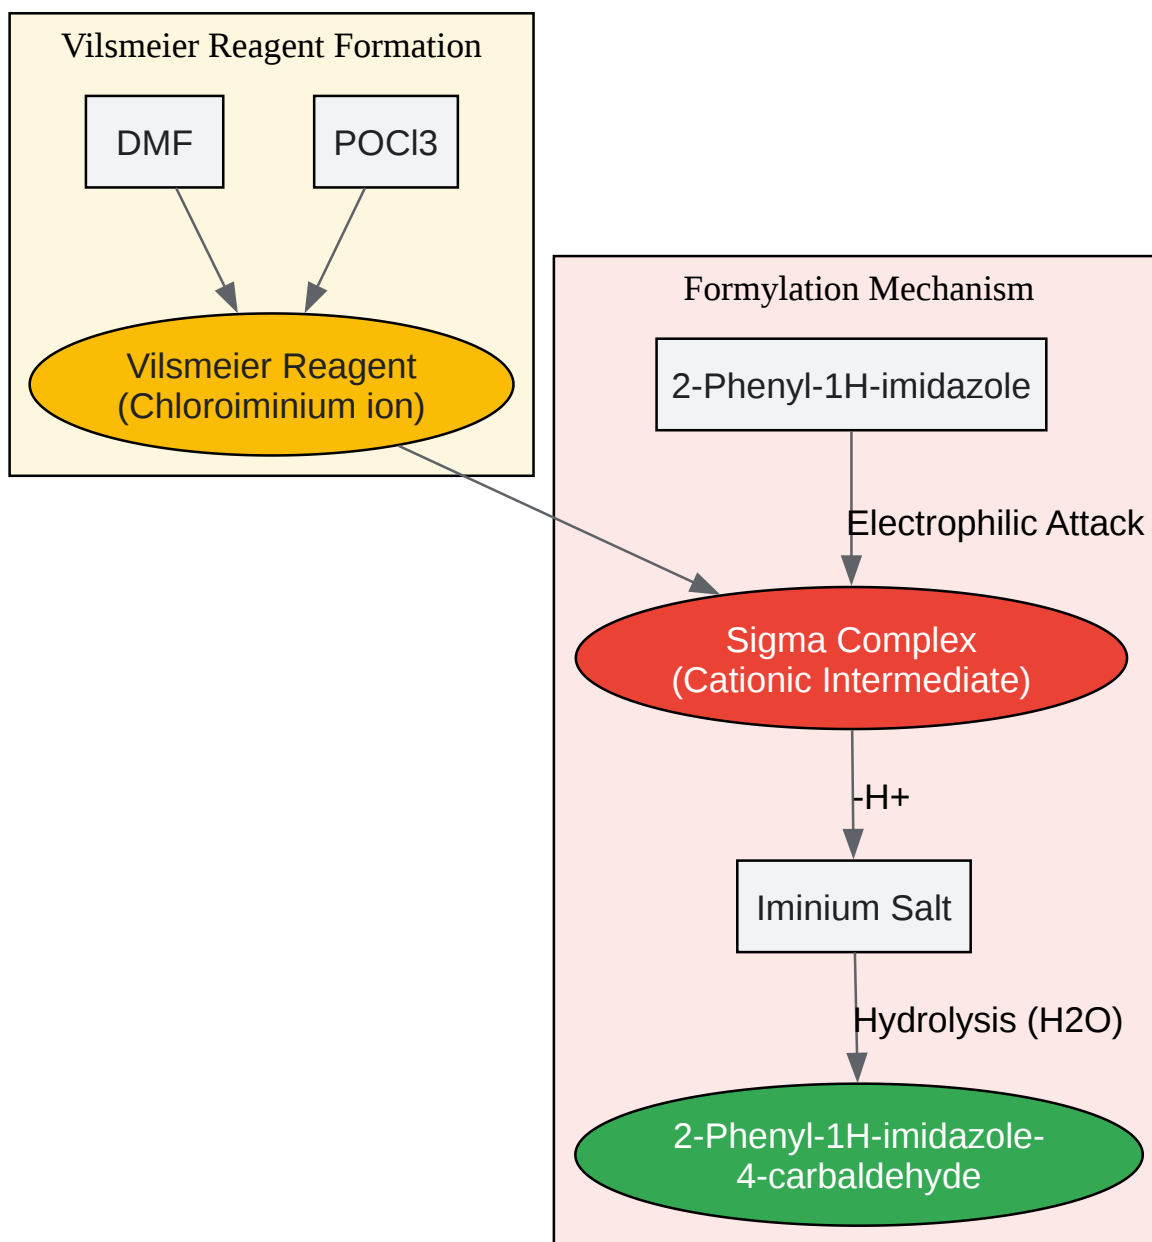 Vilsmeier Reagent Formation
DMF
POCl3
Vilsmeier Reagent
(Chloroiminium ion)
Formylation Mechanism
2-Phenyl-1H-imidazole
Electrophilic Attack
Sigma Complex
(Cationic Intermediate)
-H+
Iminium Salt
Hydrolysis (H2O)
2-Phenyl-1H-imidazole-
4-carbaldehyde